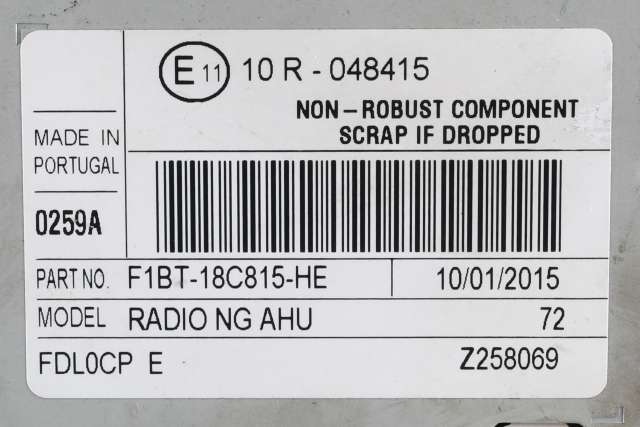 E 11 10 R - 048415
NON-ROBUST COMPONENT
SCRAP IF DROPPED
MADE IN
PORTUGAL
0259A
PART NO. F1BT-18C815-HE 10/01/2015
MODEL RADIO NG AHU 72
FDL0CP E Z258069